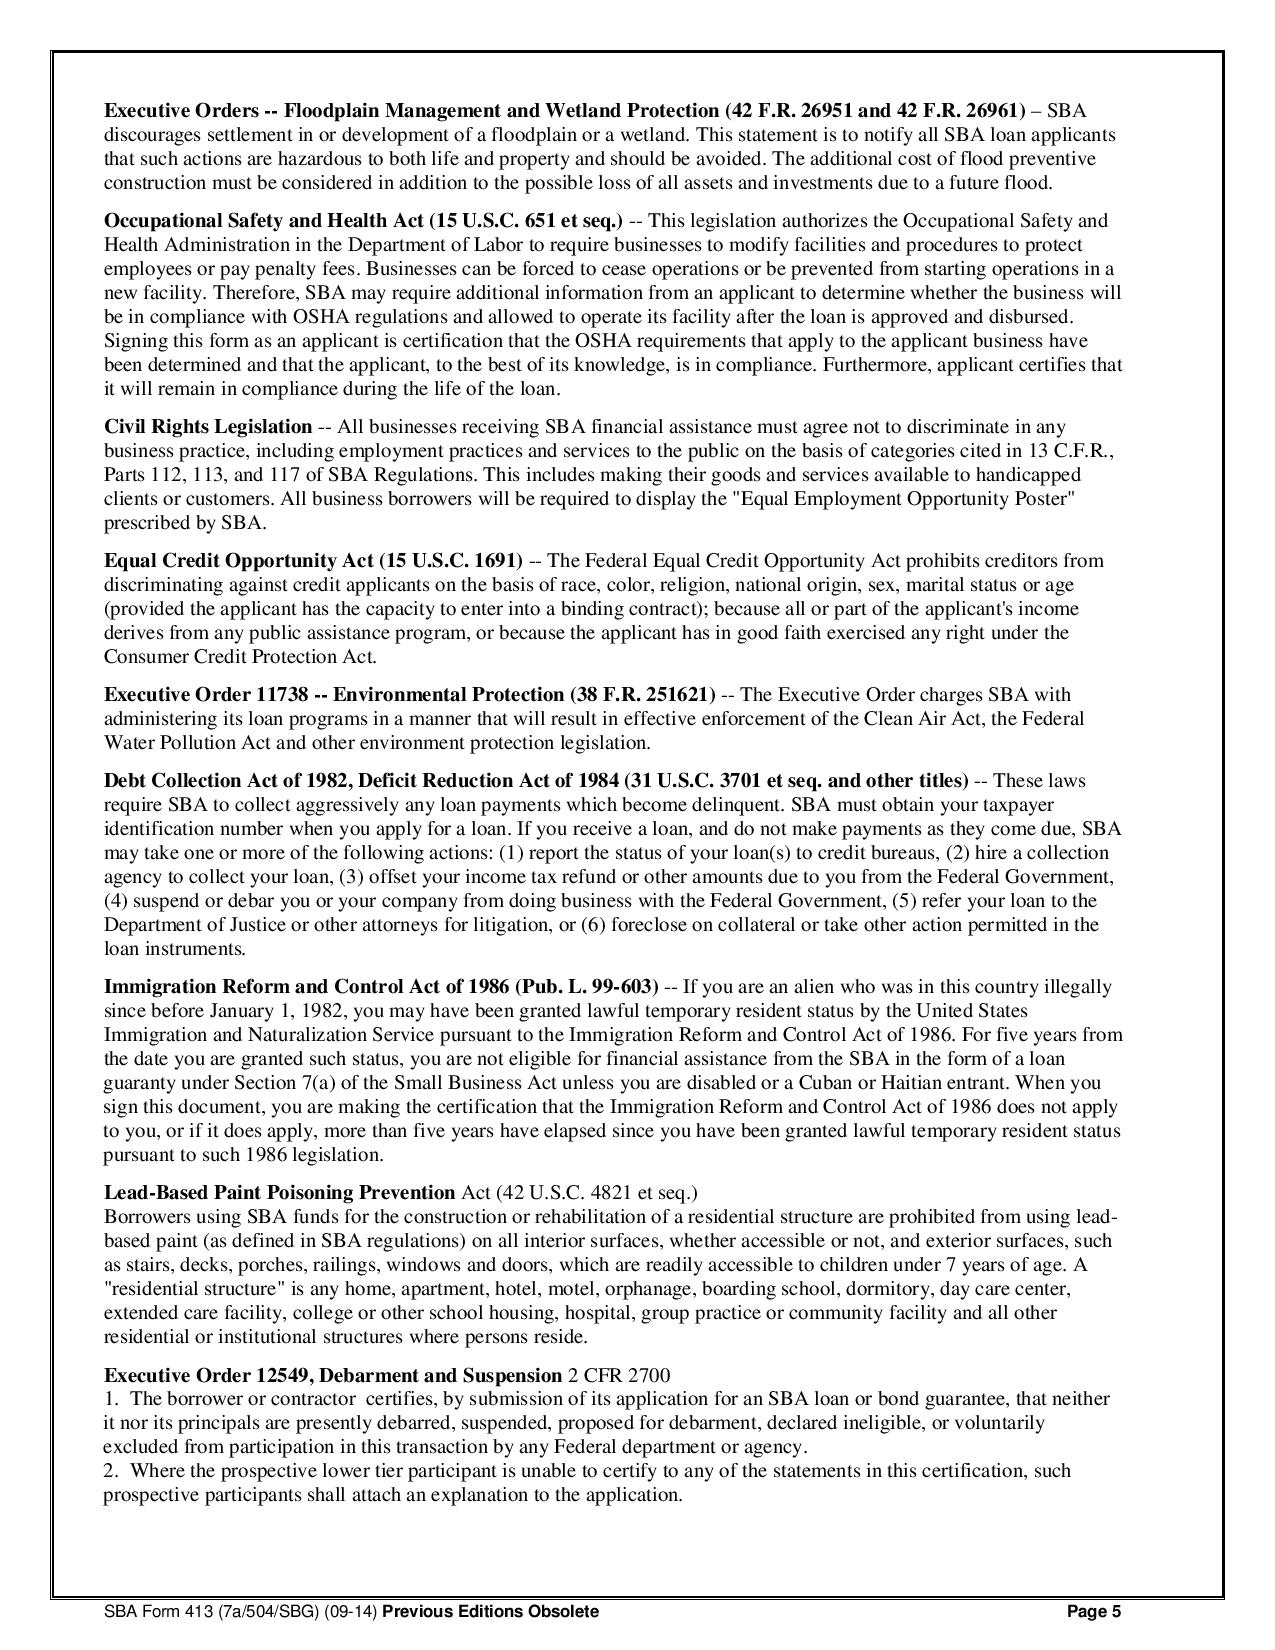 Executive Orders -- Floodplain Management and Wetland Protection (42 F.R. 26951 and 42 F.R. 26961) – SBA
discourages settlement in or development of a floodplain or a wetland. This statement is to notify all SBA loan applicants
that such actions are hazardous to both life and property and should be avoided. The additional cost of flood preventive
construction must be considered in addition to the possible loss of all assets and investments due to a future flood.
Occupational Safety and Health Act (15 U.S.C. 651 et seq.) -- This legislation authorizes the Occupational Safety and
Health Administration in the Department of Labor to require businesses to modify facilities and procedures to protect
employees or pay penalty fees. Businesses can be forced to cease operations or be prevented from starting operations in a
new facility. Therefore, SBA may require additional information from an applicant to determine whether the business will
be in compliance with OSHA regulations and allowed to operate its facility after the loan is approved and disbursed.
Signing this form as an applicant is certification that the OSHA requirements that apply to the applicant business have
been determined and that the applicant, to the best of its knowledge, is in compliance. Furthermore, applicant certifies that
it will remain in compliance during the life of the loan.
Civil Rights Legislation -- All businesses receiving SBA financial assistance must agree not to discriminate in any
business practice, including employment practices and services to the public on the basis of categories cited in 13 C.F.R.,
Parts 112, 113, and 117 of SBA Regulations. This includes making their goods and services available to handicapped
clients or customers. All business borrowers will be required to display the "Equal Employment Opportunity Poster"
prescribed by SBA.
Equal Credit Opportunity Act (15 U.S.C. 1691) -- The Federal Equal Credit Opportunity Act prohibits creditors from
discriminating against credit applicants on the basis of race, color, religion, national origin, sex, marital status or age
(provided the applicant has the capacity to enter into a binding contract); because all or part of the applicant's income
derives from any public assistance program, or because the applicant has in good faith exercised any right under the
Consumer Credit Protection Act.
Executive Order 11738 -- Environmental Protection (38 F.R. 251621) -- The Executive Order charges SBA with
administering its loan programs in a manner that will result in effective enforcement of the Clean Air Act, the Federal
Water Pollution Act and other environment protection legislation.
Debt Collection Act of 1982, Deficit Reduction Act of 1984 (31 U.S.C. 3701 et seq. and other titles) -- These laws
require SBA to collect aggressively any loan payments which become delinquent. SBA must obtain your taxpayer
identification number when you apply for a loan. If you receive a loan, and do not make payments as they come due, SBA
may take one or more of the following actions: (1) report the status of your loan(s) to credit bureaus, (2) hire a collection
agency to collect your loan, (3) offset your income tax refund or other amounts due to you from the Federal Government,
(4) suspend or debar you or your company from doing business with the Federal Government, (5) refer your loan to the
Department of Justice or other attorneys for litigation, or (6) foreclose on collateral or take other action permitted in the
loan instruments.
Immigration Reform and Control Act of 1986 (Pub. L. 99-603) -- If you are an alien who was in this country illegally
since before January 1, 1982, you may have been granted lawful temporary resident status by the United States
Immigration and Naturalization Service pursuant to the Immigration Reform and Control Act of 1986. For five years from
the date you are granted such status, you are not eligible for financial assistance from the SBA in the form of a loan
guaranty under Section 7(a) of the Small Business Act unless you are disabled or a Cuban or Haitian entrant. When you
sign this document, you are making the certification that the Immigration Reform and Control Act of 1986 does not apply
to you, or if it does apply, more than five years have elapsed since you have been granted lawful temporary resident status
pursuant to such 1986 legislation.
Lead-Based Paint Poisoning Prevention Act (42 U.S.C. 4821 et seq.)
Borrowers using SBA funds for the construction or rehabilitation of a residential structure are prohibited from using lead-
based paint (as defined in SBA regulations) on all interior surfaces, whether accessible or not, and exterior surfaces, such
as stairs, decks, porches, railings, windows and doors, which are readily accessible to children under 7 years of age. A
"residential structure" is any home, apartment, hotel, motel, orphanage, boarding school, dormitory, day care center,
extended care facility, college or other school housing, hospital, group practice or community facility and all other
residential or institutional structures where persons reside.
Executive Order 12549, Debarment and Suspension 2 CFR 2700
1. The borrower or contractor certifies, by submission of its application for an SBA loan or bond guarantee, that neither
it nor its principals are presently debarred, suspended, proposed for debarment, declared ineligible, or voluntarily
excluded from participation in this transaction by any Federal department or agency.
2. Where the prospective lower tier participant is unable to certify to any of the statements in this certification, such
prospective participants shall attach an explanation to the application.
SBA Form 413 (7a/504/SBG) (09-14) Previous Editions Obsolete Page 5